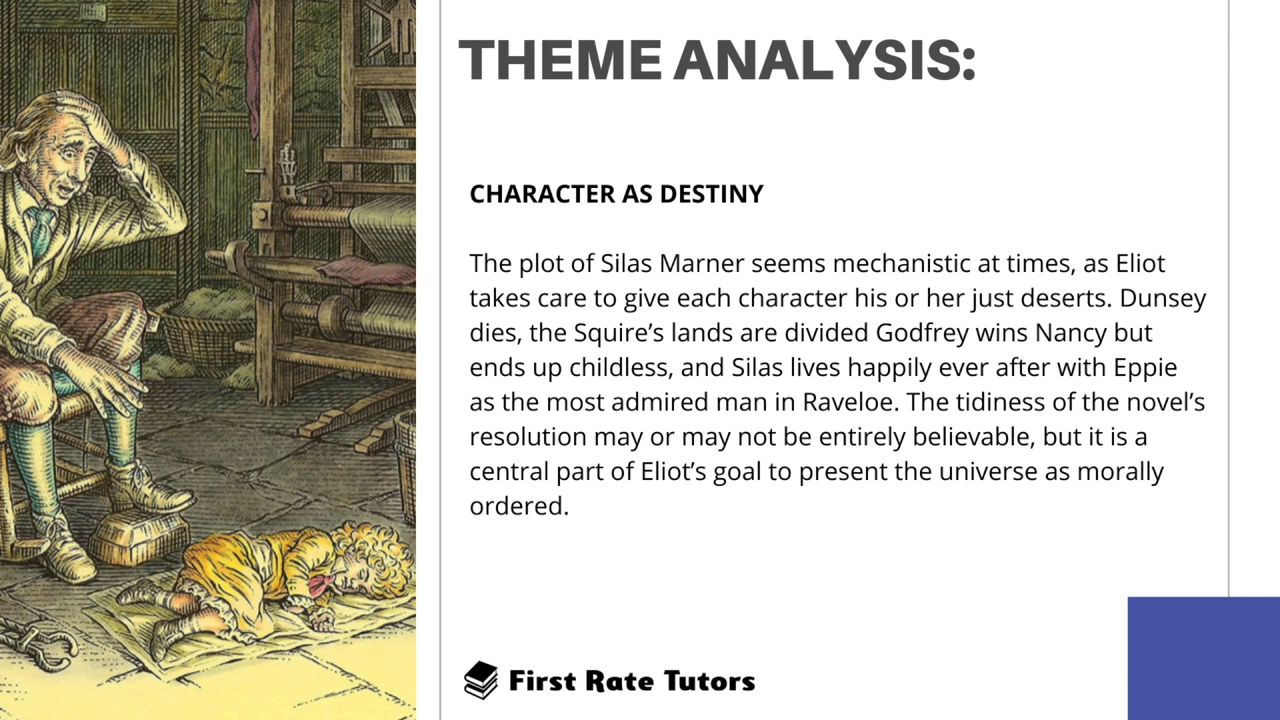 THEME ANALYSIS:
CHARACTER AS DESTINY
The plot of Silas Marner seems mechanistic at times, as Eliot
takes care to give each character his or her just deserts. Dunsey
dies, the Squire’s lands are divided Godfrey wins Nancy but
ends up childless, and Silas lives happily ever after with Eppie
as the most admired man in Raveloe. The tidiness of the novel’s
resolution may or may not be entirely believable, but it is a
central part of Eliot’s goal to present the universe as morally
ordered.
First Rate Tutors